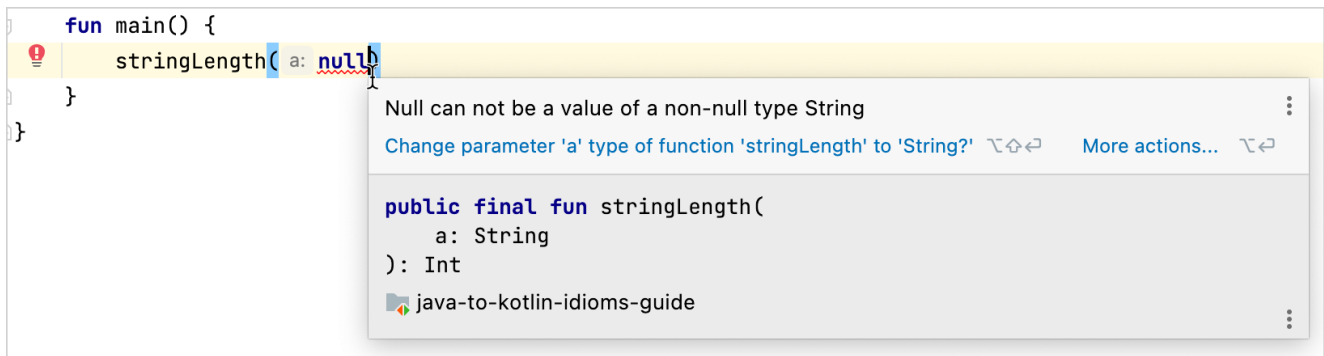 fun main() {
stringLength( a: null)
}
}
Null can not be a value of a non-null type String
Change parameter 'a' type of function 'stringLength' to 'String?' ⌥⇧⏎ More actions... ⌥⏎
public final fun stringLength(
a: String
): Int
java-to-kotlin-idioms-guide